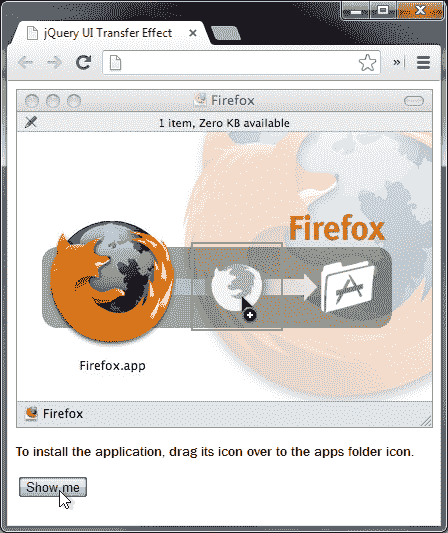 jQuery UI Transfer Effect
Firefox
1 item, Zero KB available
Firefox
Firefox.app
Firefox
To install the application, drag its icon over to the apps folder icon.
Show me